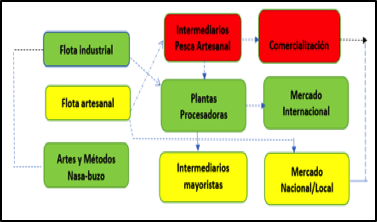 Intermediarios
Pesca Artesanal
Comercialización
Flota industrial
Flota artesanal
Plantas
Procesadoras
Mercado
Internacional
Artes y Métodos
Nasa-buzo
Intermediarios
mayoristas
Mercado
Nacional/Local